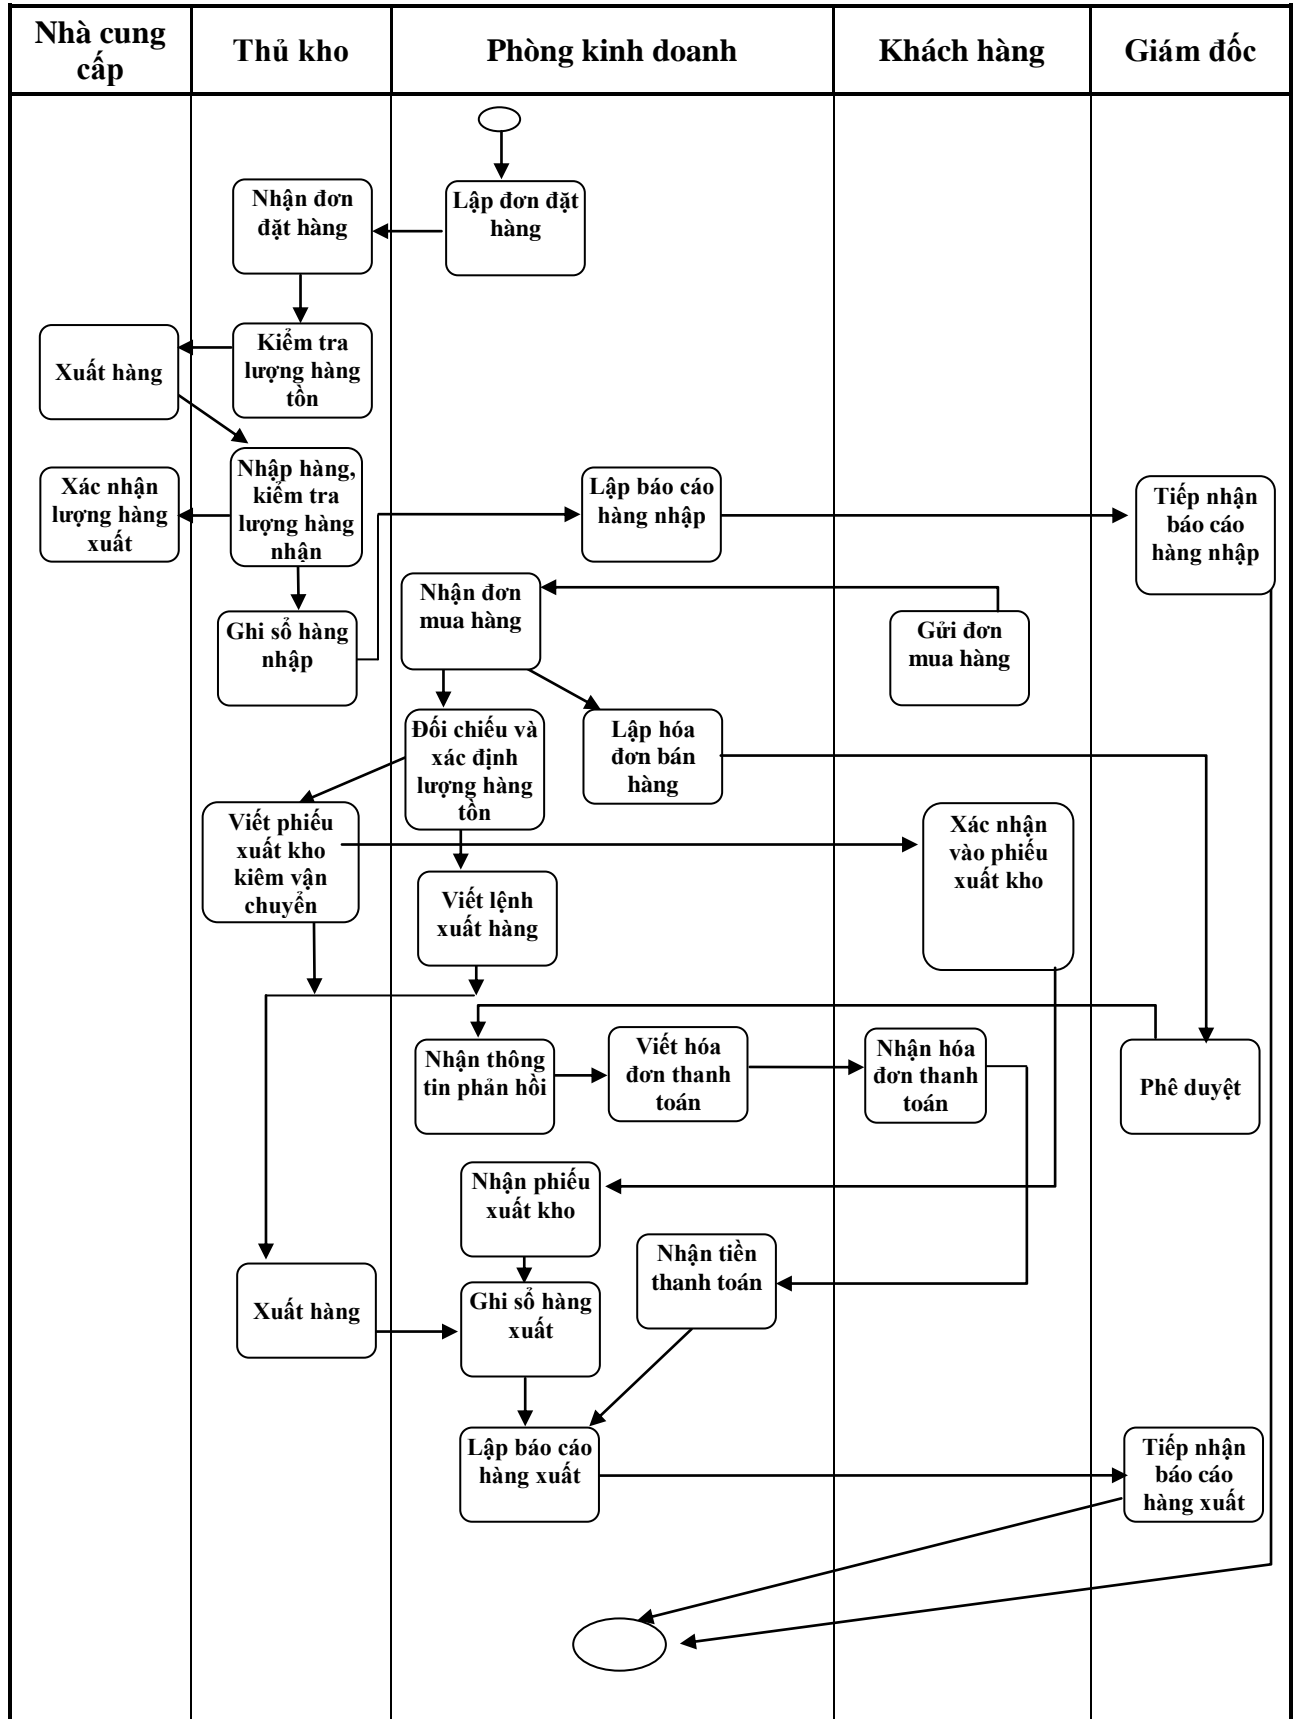 Nhà cung
cấp
Thủ kho
Phòng kinh doanh
Khách hàng
Giám đốc
Nhận đơn
đặt hàng
Lập đơn đặt
hàng
Xuất hàng
Kiểm tra
lượng hàng
tồn
Xác nhận
lượng hàng
xuất
Nhập hàng,
kiểm tra
lượng hàng
nhận
Lập báo cáo
hàng nhập
Tiếp nhận
báo cáo
hàng nhập
Ghi sổ hàng
nhập
Nhận đơn
mua hàng
Gửi đơn
mua hàng
Đối chiếu và
xác định
lượng hàng
tồn
Lập hóa
đơn bán
hàng
Viết phiếu
xuất kho
kiêm vận
chuyển
Xác nhận
vào phiếu
xuất kho
Viết lệnh
xuất hàng
Nhận thông
tin phản hồi
Viết hóa
đơn thanh
toán
Nhận hóa
đơn thanh
toán
Phê duyệt
Nhận phiếu
xuất kho
Nhận tiền
thanh toán
Xuất hàng
Ghi sổ hàng
xuất
Lập báo cáo
hàng xuất
Tiếp nhận
báo cáo
hàng xuất